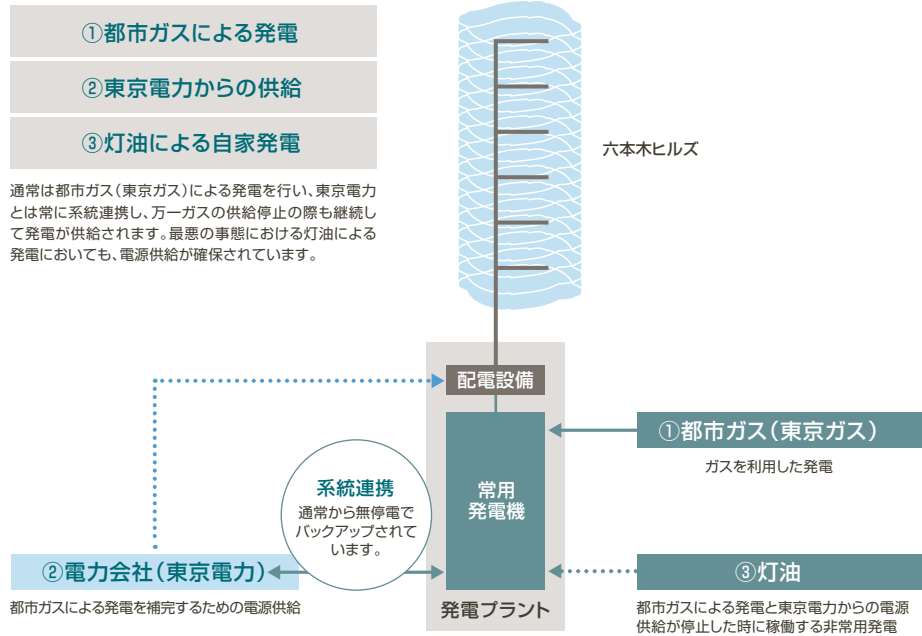 ①都市ガスによる発電
②東京電力からの供給
③灯油による自家発電
通常は都市ガス（東京ガス）による発電を行い、東京電力
とは常に系統連携し、万一ガスの供給停止の際も継続し
て発電が供給されます。最悪の事態における灯油による
発電においても、電源供給が確保されています。
六本木ヒルズ
配電設備
①都市ガス（東京ガス）
ガスを利用した発電
系統連携
通常から無停電で
バックアップされて
います。
常用
発電機
②電力会社（東京電力）
都市ガスによる発電を補完するための電源供給
発電プラント
③灯油
都市ガスによる発電と東京電力からの電源
供給が停止した時に稼働する非常用発電